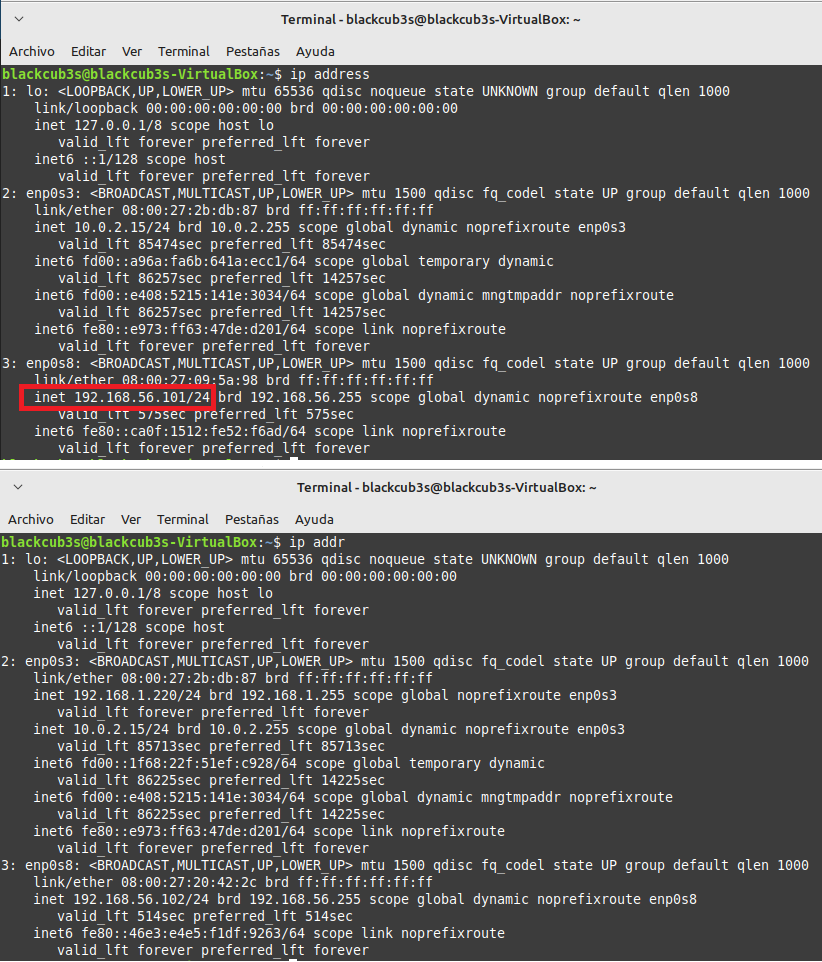 Terminal - blackcub3s@blackcub3s-VirtualBox: ~
Archivo Editar Ver Terminal Pestañas Ayuda
blackcub3s@blackcub3s-VirtualBox:~$ ip address
1: lo: <LOOPBACK,UP,LOWER_UP> mtu 65536 qdisc noqueue state UNKNOWN group default qlen 1000
    link/loopback 00:00:00:00:00:00 brd 00:00:00:00:00:00
    inet 127.0.0.1/8 scope host lo
       valid_lft forever preferred_lft forever
    inet6 ::1/128 scope host
       valid_lft forever preferred_lft forever
2: enp0s3: <BROADCAST,MULTICAST,UP,LOWER_UP> mtu 1500 qdisc fq_codel state UP group default qlen 1000
    link/ether 08:00:27:2b:db:87 brd ff:ff:ff:ff:ff:ff
    inet 10.0.2.15/24 brd 10.0.2.255 scope global dynamic noprefixroute enp0s3
       valid_lft 85474sec preferred_lft 85474sec
    inet6 fd00::a96a:fa6b:641a:ecc1/64 scope global temporary dynamic
       valid_lft 86257sec preferred_lft 14257sec
    inet6 fd00::e408:5215:141e:3034/64 scope global dynamic mngtmpaddr noprefixroute
       valid_lft 86257sec preferred_lft 14257sec
    inet6 fe80::e973:ff63:47de:d201/64 scope link noprefixroute
       valid_lft forever preferred_lft forever
3: enp0s8: <BROADCAST,MULTICAST,UP,LOWER_UP> mtu 1500 qdisc fq_codel state UP group default qlen 1000
    link/ether 08:00:27:09:5a:98 brd ff:ff:ff:ff:ff:ff
    inet 192.168.56.101/24 brd 192.168.56.255 scope global dynamic noprefixroute enp0s8
       valid_lft 575sec preferred_lft 575sec
    inet6 fe80::ca0f:1512:fe52:f6ad/64 scope link noprefixroute
       valid_lft forever preferred_lft forever
Terminal - blackcub3s@blackcub3s-VirtualBox: ~
Archivo Editar Ver Terminal Pestañas Ayuda
blackcub3s@blackcub3s-VirtualBox:~$ ip addr
1: lo: <LOOPBACK,UP,LOWER_UP> mtu 65536 qdisc noqueue state UNKNOWN group default qlen 1000
    link/loopback 00:00:00:00:00:00 brd 00:00:00:00:00:00
    inet 127.0.0.1/8 scope host lo
       valid_lft forever preferred_lft forever
    inet6 ::1/128 scope host
       valid_lft forever preferred_lft forever
2: enp0s3: <BROADCAST,MULTICAST,UP,LOWER_UP> mtu 1500 qdisc fq_codel state UP group default qlen 1000
    link/ether 08:00:27:2b:db:87 brd ff:ff:ff:ff:ff:ff
    inet 192.168.1.220/24 brd 192.168.1.255 scope global noprefixroute enp0s3
       valid_lft forever preferred_lft forever
    inet 10.0.2.15/24 brd 10.0.2.255 scope global dynamic noprefixroute enp0s3
       valid_lft 85713sec preferred_lft 85713sec
    inet6 fd00::1f68:22f:51ef:c928/64 scope global temporary dynamic
       valid_lft 86225sec preferred_lft 14225sec
    inet6 fd00::e408:5215:141e:3034/64 scope global dynamic mngtmpaddr noprefixroute
       valid_lft 86225sec preferred_lft 14225sec
    inet6 fe80::e973:ff63:47de:d201/64 scope link noprefixroute
       valid_lft forever preferred_lft forever
3: enp0s8: <BROADCAST,MULTICAST,UP,LOWER_UP> mtu 1500 qdisc fq_codel state UP group default qlen 1000
    link/ether 08:00:27:20:42:2c brd ff:ff:ff:ff:ff:ff
    inet 192.168.56.102/24 brd 192.168.56.255 scope global dynamic noprefixroute enp0s8
       valid_lft 514sec preferred_lft 514sec
    inet6 fe80::46e3:e4e5:f1df:9263/64 scope link noprefixroute
       valid_lft forever preferred_lft forever